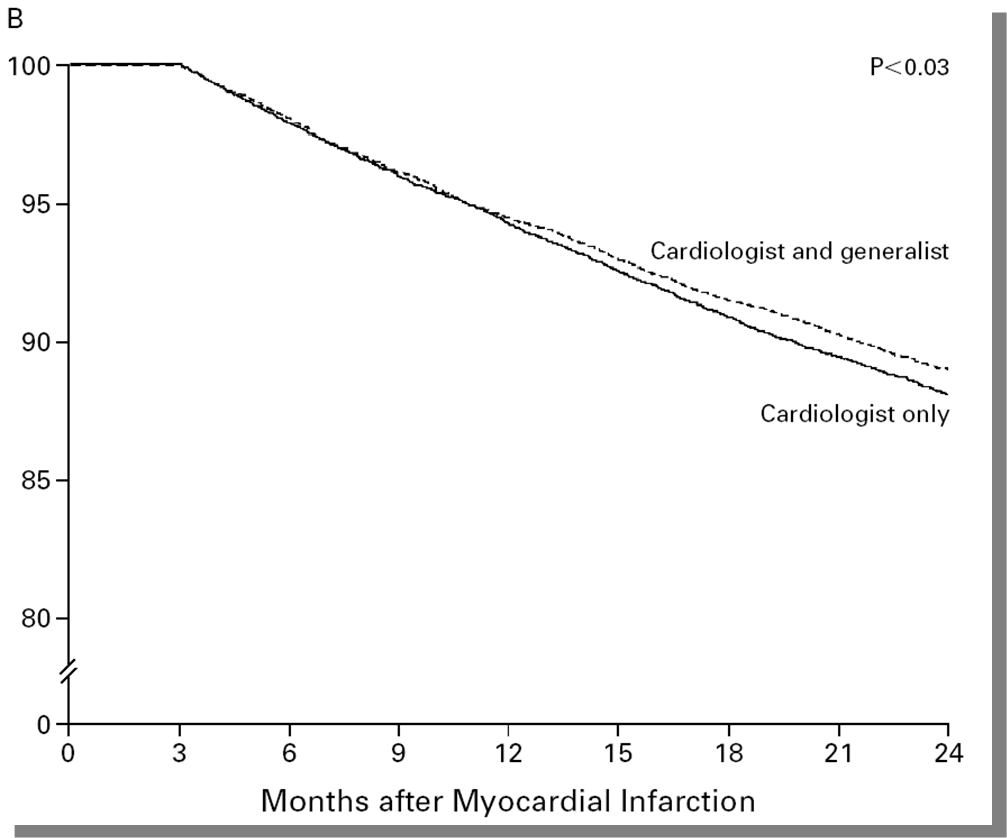 B
100
P<0.03
95
Cardiologist and generalist
90
Cardiologist only
85
80
0
0 3 6 9 12 15 18 21 24
Months after Myocardial Infarction